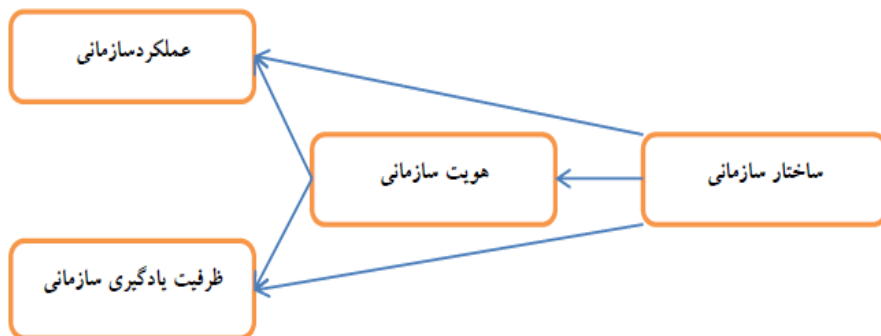 عملکردسازمانی
ساختار سازمانی
هویت سازمانی
ظرفیت یادگیری سازمانی